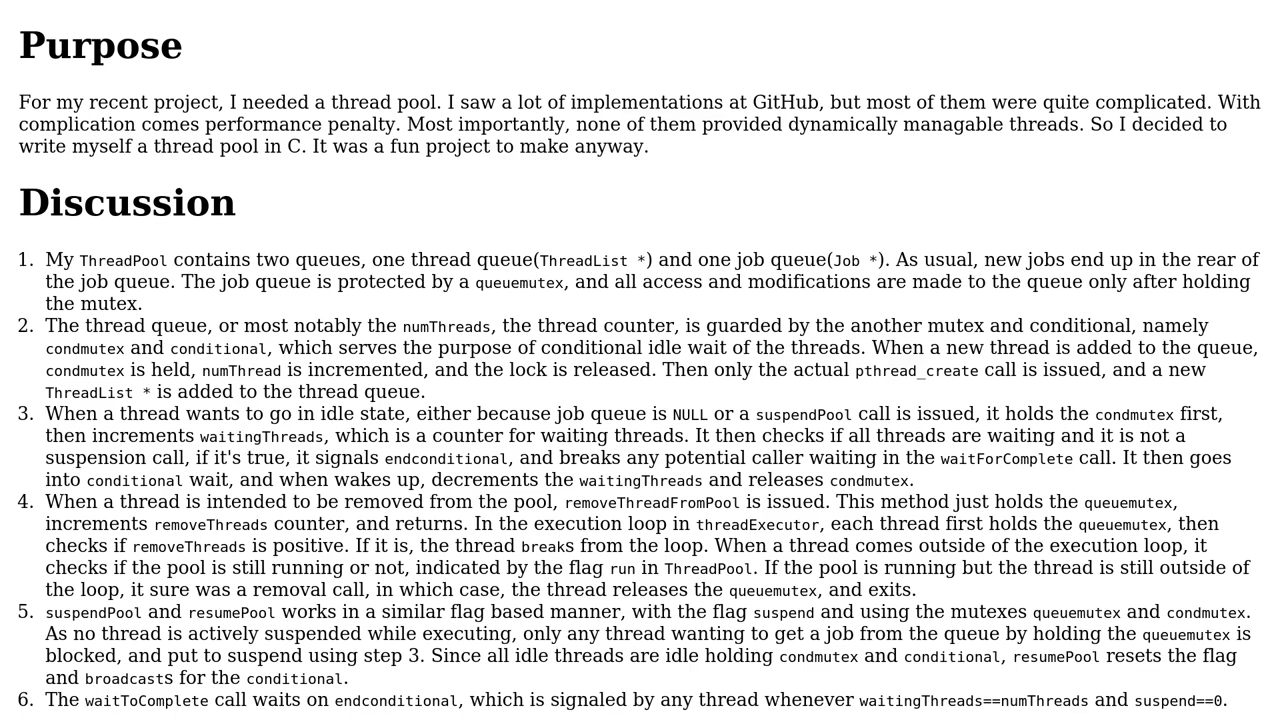 Purpose
For my recent project, I needed a thread pool. I saw a lot of implementations at GitHub, but most of them were quite complicated. With
complication comes performance penalty. Most importantly, none of them provided dynamically managable threads. So I decided to
write myself a thread pool in C. It was a fun project to make anyway.
Discussion
1. My ThreadPool contains two queues, one thread queue(ThreadList *) and one job queue(Job *). As usual, new jobs end up in the rear of
the job queue. The job queue is protected by a queuemutex, and all access and modifications are made to the queue only after holding
the mutex.
2. The thread queue, or most notably the numThreads, the thread counter, is guarded by the another mutex and conditional, namely
condmutex and conditional, which serves the purpose of conditional idle wait of the threads. When a new thread is added to the queue,
condmutex is held, numThread is incremented, and the lock is released. Then only the actual pthread_create call is issued, and a new
ThreadList * is added to the thread queue.
3. When a thread wants to go in idle state, either because job queue is NULL or a suspendPool call is issued, it holds the condmutex first,
then increments waitingThreads, which is a counter for waiting threads. It then checks if all threads are waiting and it is not a
suspension call, if it's true, it signals endconditional, and breaks any potential caller waiting in the waitForComplete call. It then goes
into conditional wait, and when wakes up, decrements the waitingThreads and releases condmutex.
4. When a thread is intended to be removed from the pool, removeThreadFromPool is issued. This method just holds the queuemutex,
increments removeThreads counter, and returns. In the execution loop in threadExecutor, each thread first holds the queuemutex, then
checks if removeThreads is positive. If it is, the thread breaks from the loop. When a thread comes outside of the execution loop, it
checks if the pool is still running or not, indicated by the flag run in ThreadPool. If the pool is running but the thread is still outside of
the loop, it sure was a removal call, in which case, the thread releases the queuemutex, and exits.
5. suspendPool and resumePool works in a similar flag based manner, with the flag suspend and using the mutexes queuemutex and condmutex.
As no thread is actively suspended while executing, only any thread wanting to get a job from the queue by holding the queuemutex is
blocked, and put to suspend using step 3. Since all idle threads are idle holding condmutex and conditional, resumePool resets the flag
and broadcasts for the conditional.
6. The waitToComplete call waits on endconditional, which is signaled by any thread whenever waitingThreads==numThreads and suspend==0.